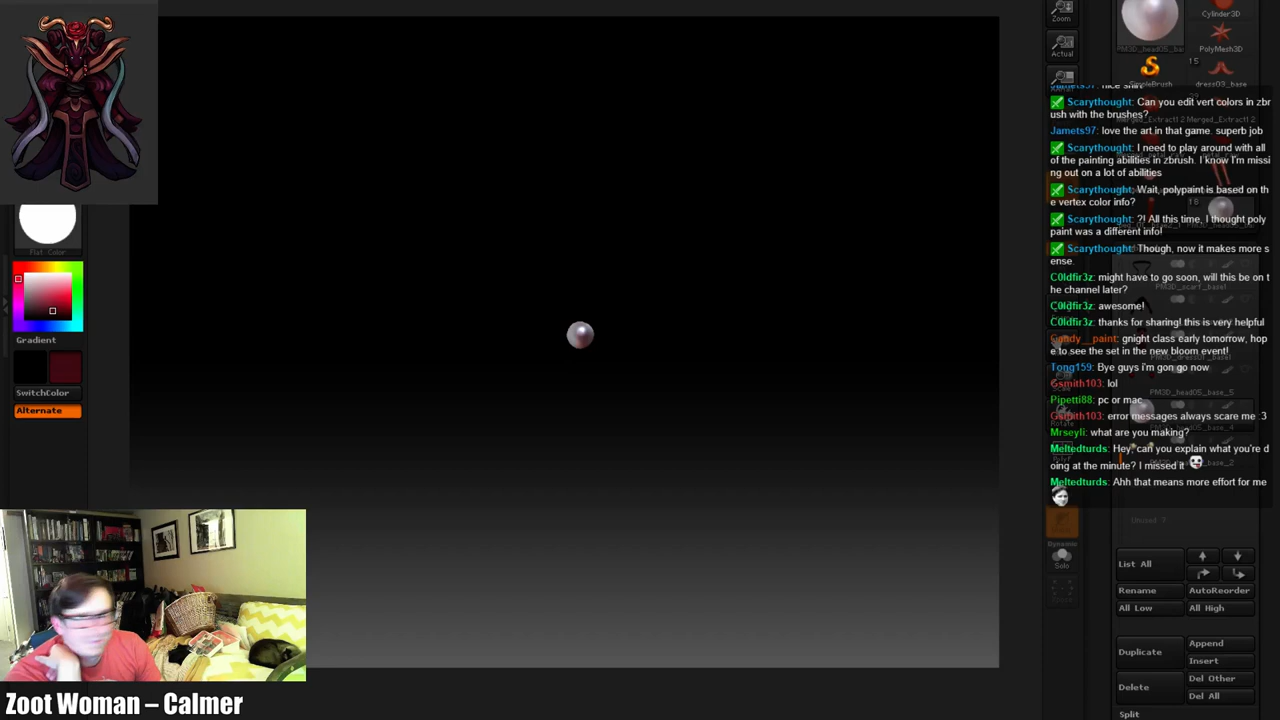 Zoom
Actual
Cylinder3D
PolyMesh3D
15
SimpleBrush
dress03_base
Scarythought: Can you edit vert colors in zbr
ush with the brushes?
Jamets97: love the art in that game. superb job
Scarythought: I need to play around with all
of the painting abilities in zbrush. I know I'm missi
ng out on a lot of abilities
Scarythought: Wait, polypaint is based on th
e vertex color info?
Scarythought: ?! All this time, I thought poly
paint was a different info!
Scarythought: Though, now it makes more s
ense.
C0ldfir3z: might have to go soon, will this be on t
he channel later?
C0ldfir3z: awesome!
C0ldfir3z: thanks for sharing! this is very helpful
gnight class early tomorrow, hop
e to see the set in the new bloom event!
Tong159: Bye guys i'm gon go now
Gsmith103: lol
Pipetti88: pc or mac
Gsmith103: error messages always scare me :3
Mrseyli: what are you making?
Meltedturds: Hey, can you explain what you're d
oing at the minute? I missed it
Meltedturds: Ahh that means more effort for me
Flat Color
Gradient
SwitchColor
Alternate
Dynamic
Solo
List All
Rename
AutoReorder
All Low
All High
Duplicate
Append
Insert
Delete
Del Other
Del All
Split
Zoot Woman – Calmer